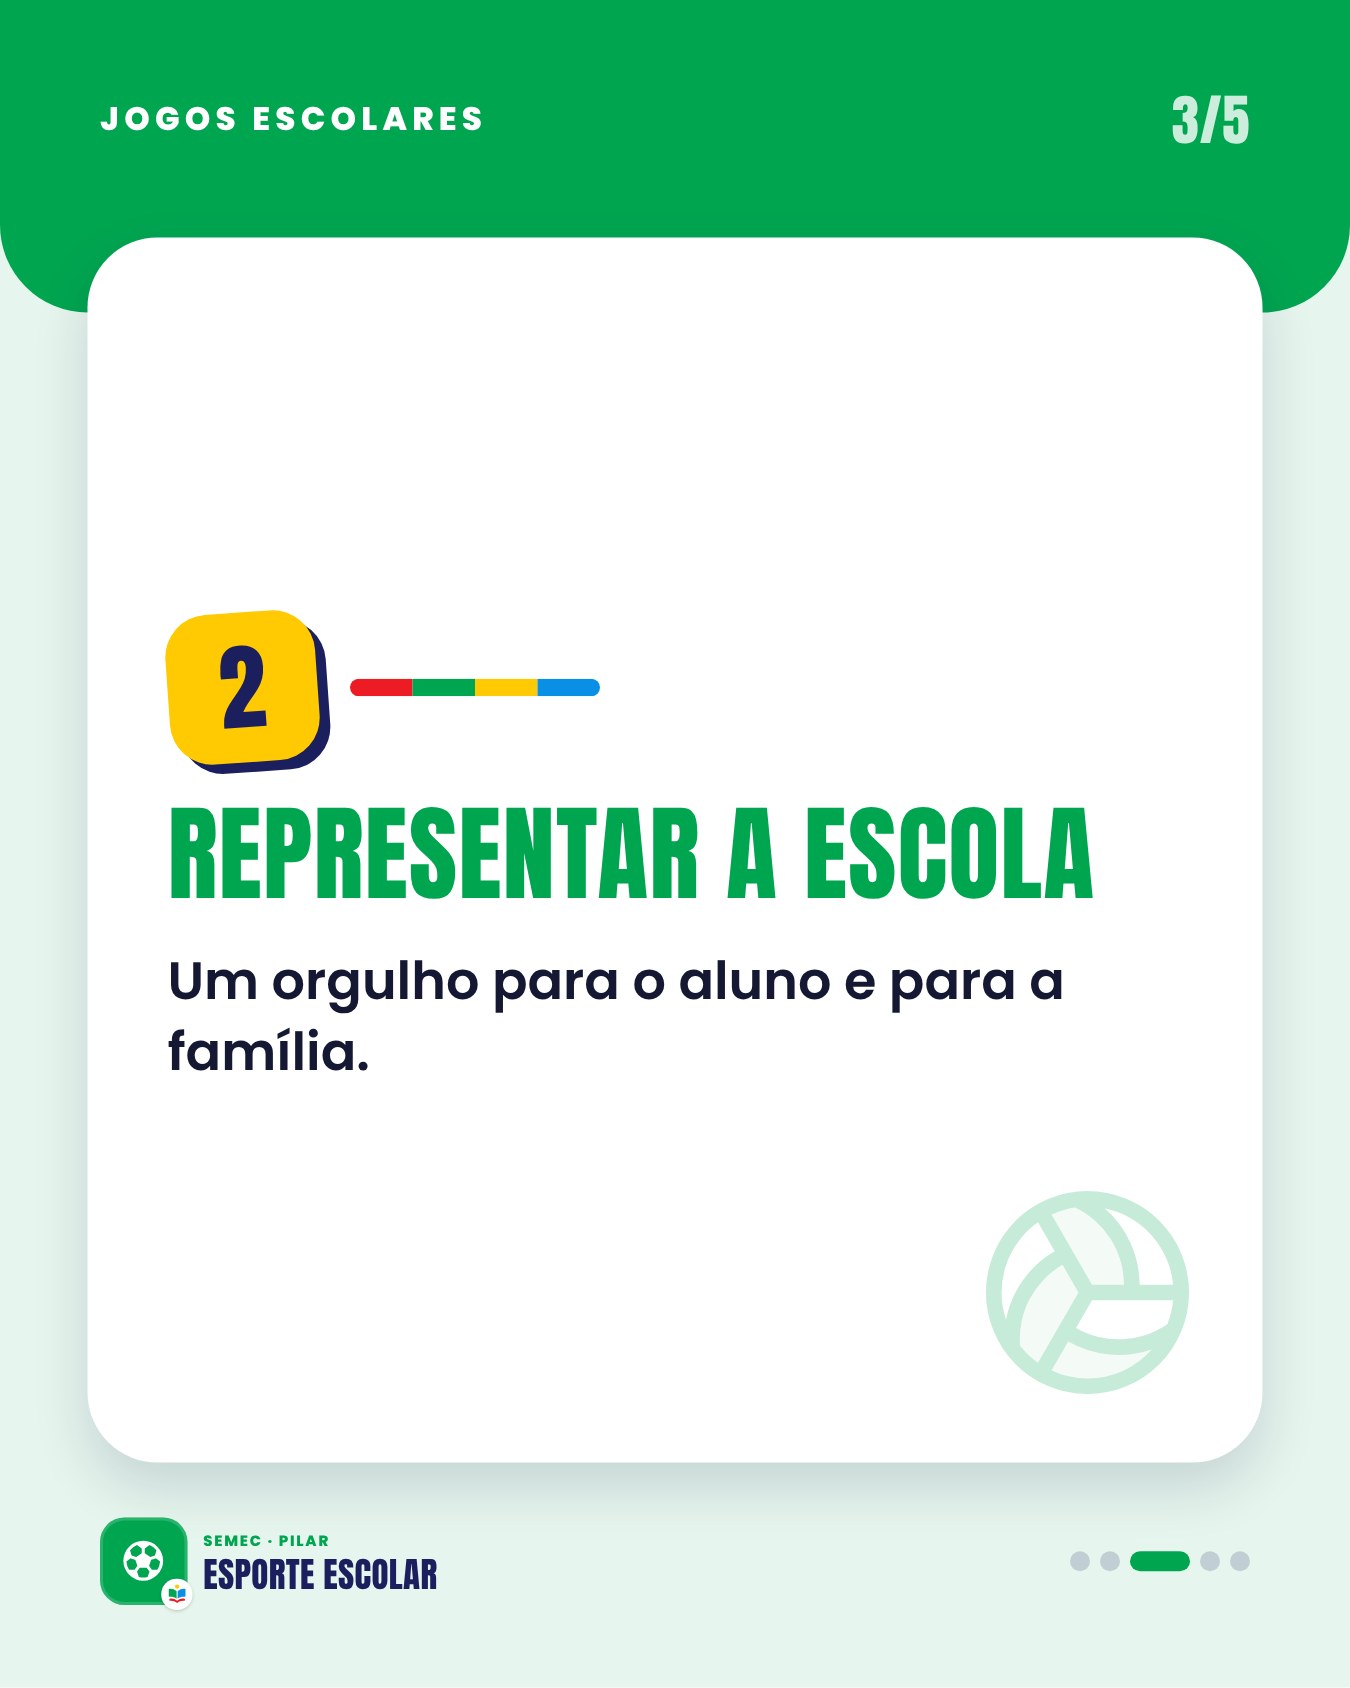 JOGOS ESCOLARES
3/5
2
REPRESENTAR A ESCOLA
Um orgulho para o aluno e para a
família.
SEMEC · PILAR
ESPORTE ESCOLAR